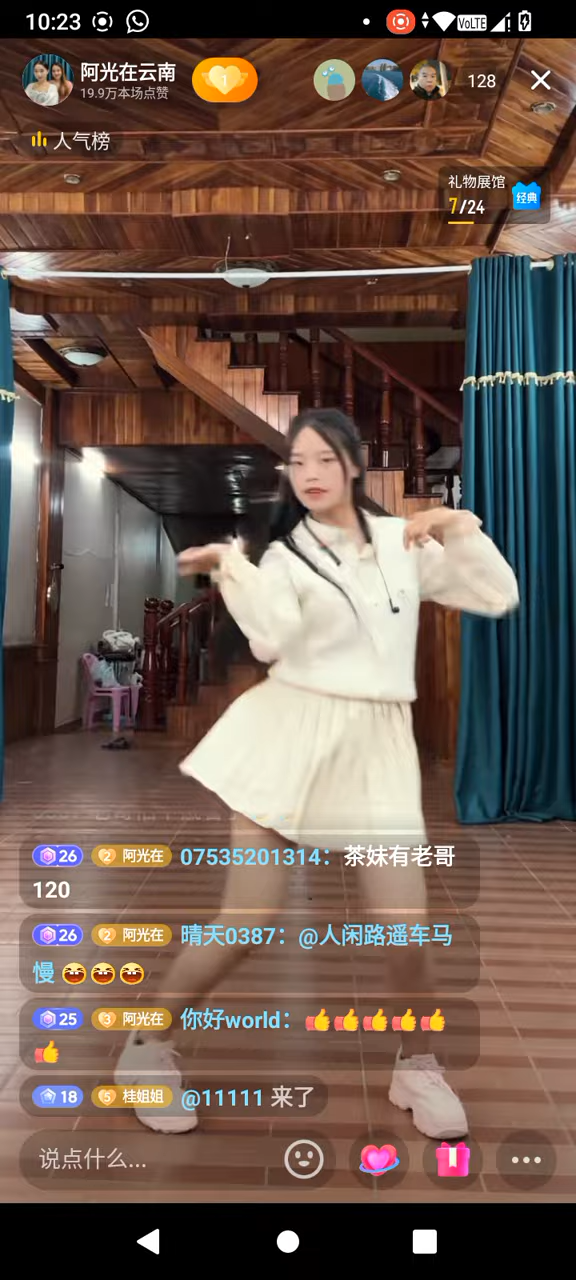 10:23
VoLTE
阿光在云南
19.9万本场点赞
1
128
人气榜
礼物展馆
7/24
经典
26 2 阿光在 07535201314：茶妹有老哥
120
26 2 阿光在 晴天0387：@人闲路遥车马
慢 😆😆😆
25 3 阿光在 你好world：👍👍👍👍👍
👍
18 5 桂姐姐 @11111 来了
说点什么...